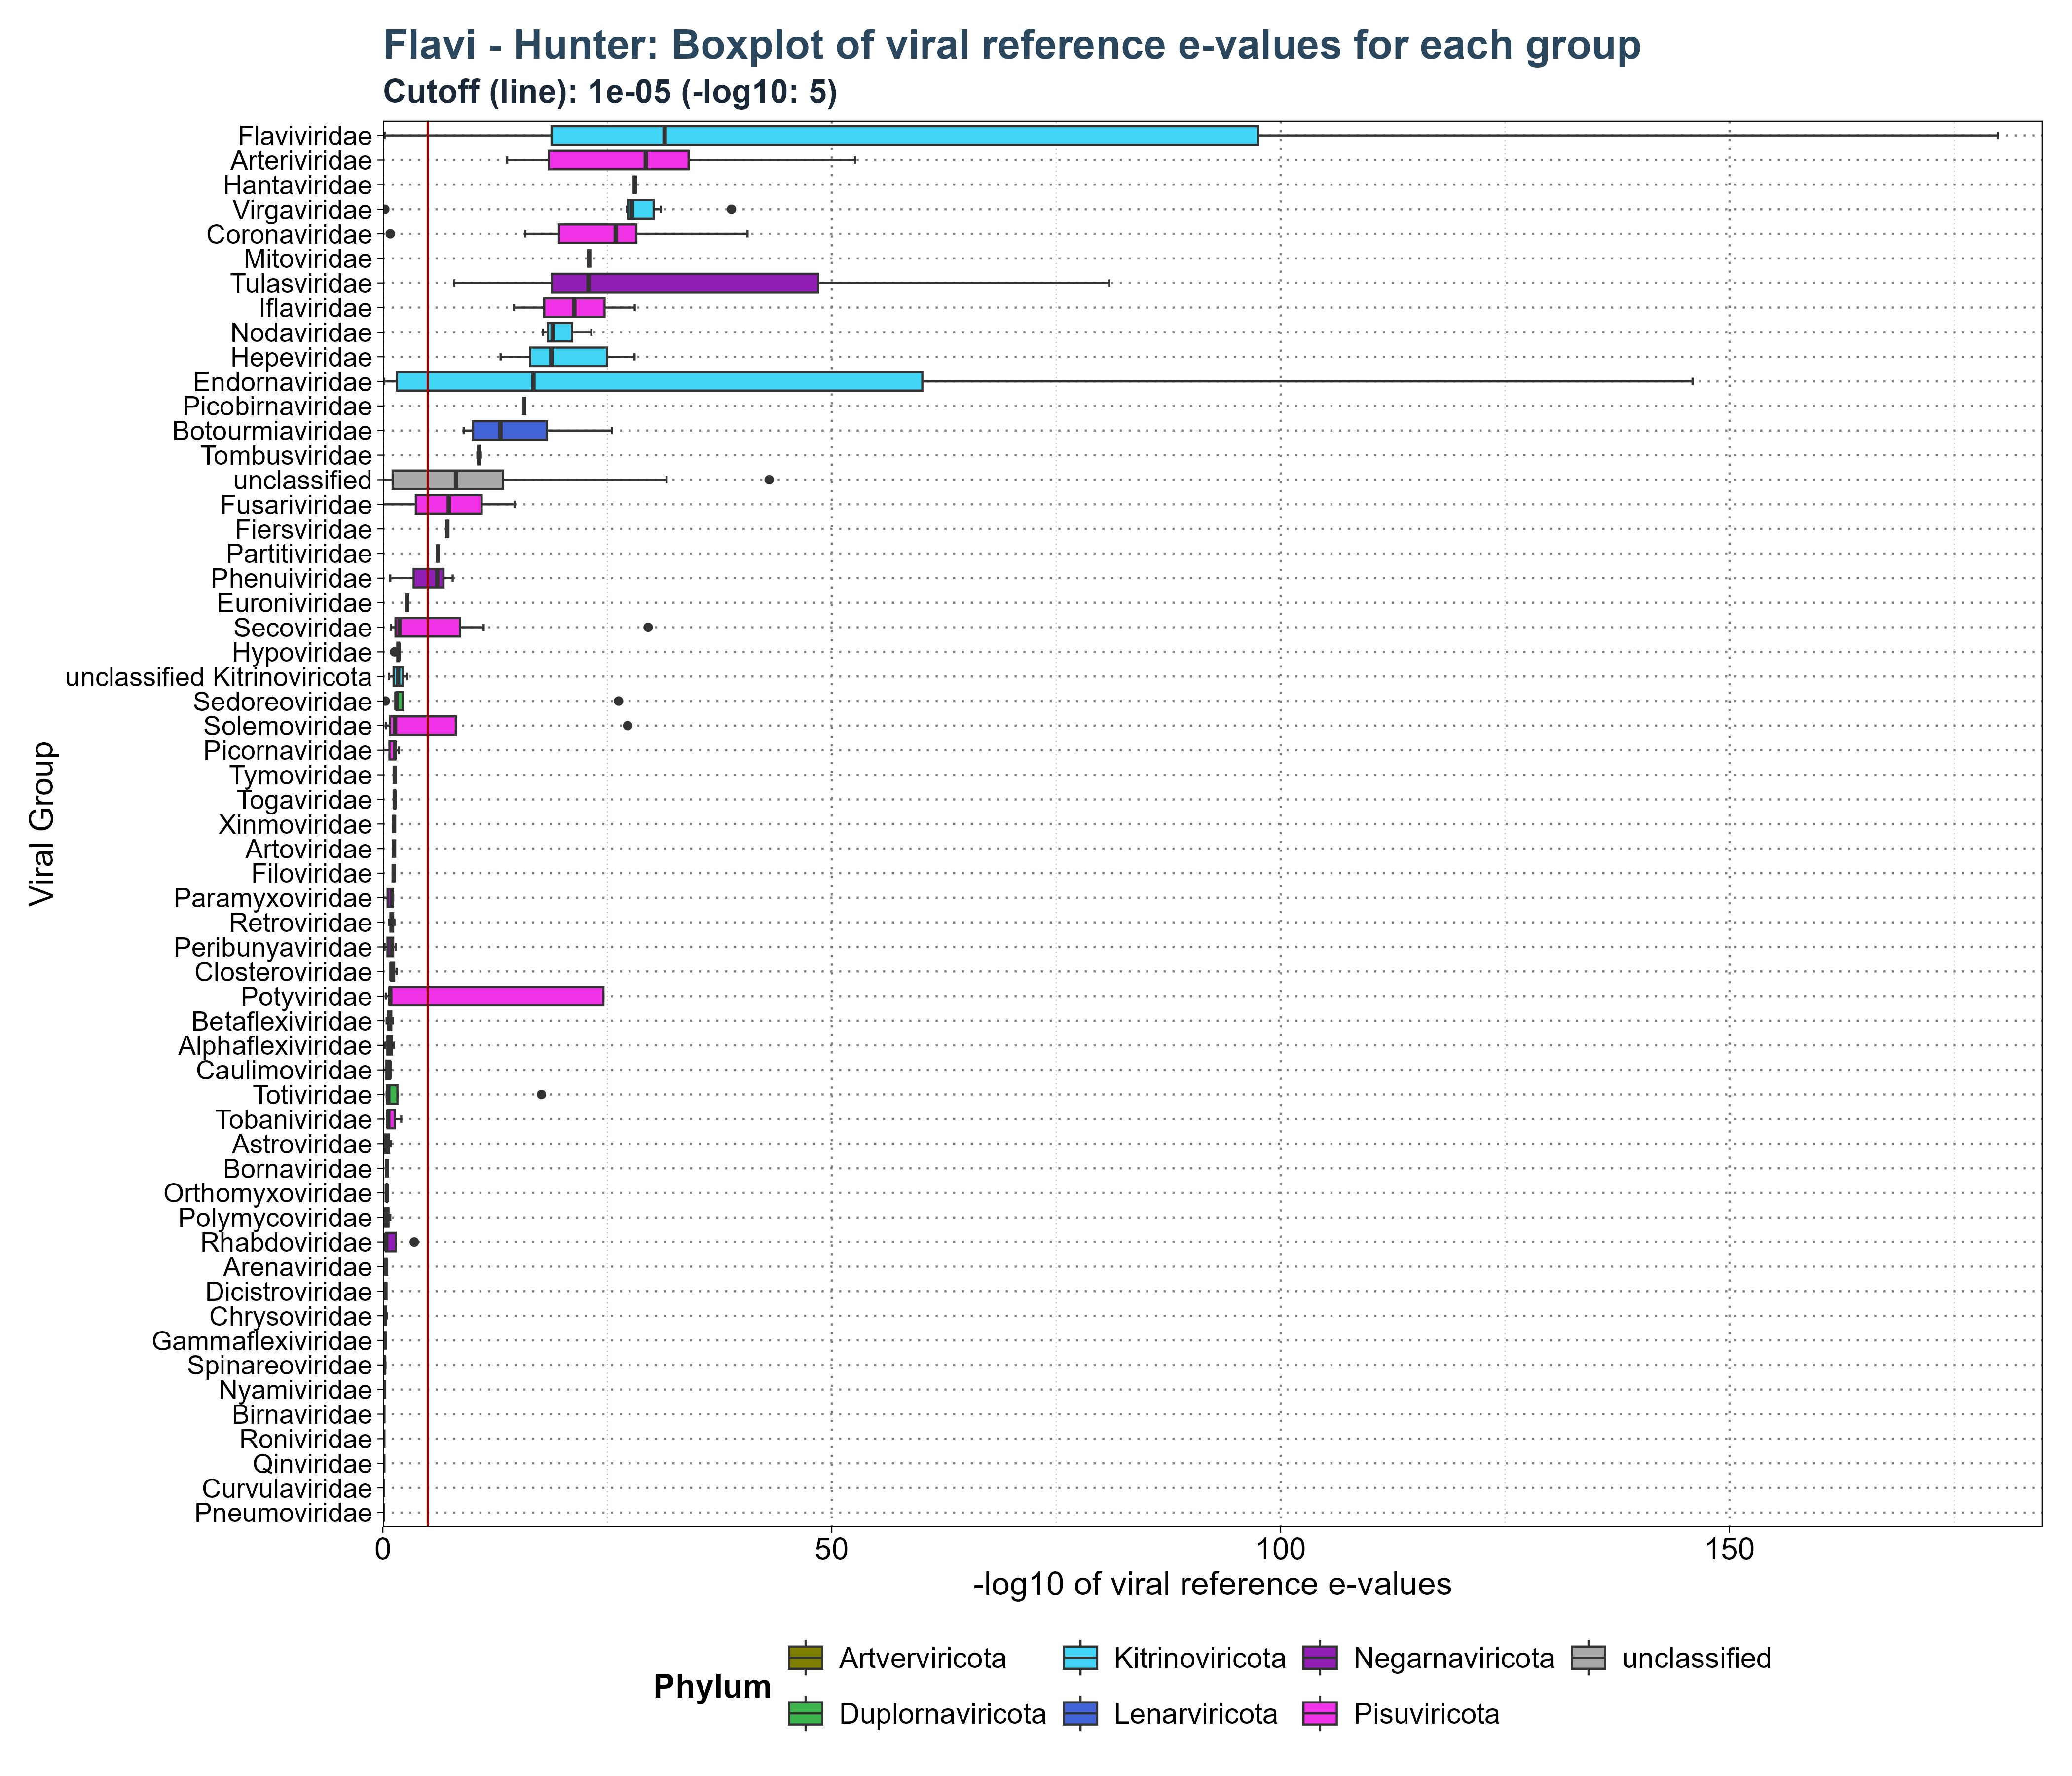 Flavi - Hunter: Boxplot of viral reference e-values for each group
Cutoff (line): 1e-05 (-log10: 5)
Viral Group
Flaviviridae
Arteriviridae
Hantaviridae
Virgaviridae
Coronaviridae
Mitoviridae
Tulasviridae
Iflaviridae
Nodaviridae
Hepeviridae
Endornaviridae
Picobirnaviridae
Botourmiaviridae
Tombusviridae
unclassified
Fusariviridae
Fiersviridae
Partitiviridae
Phenuiviridae
Euroniviridae
Secoviridae
Hypoviridae
unclassified Kitrinoviricota
Sedoreoviridae
Solemoviridae
Picornaviridae
Tymoviridae
Togaviridae
Xinmoviridae
Artoviridae
Filoviridae
Paramyxoviridae
Retroviridae
Peribunyaviridae
Closteroviridae
Potyviridae
Betaflexiviridae
Alphaflexiviridae
Caulimoviridae
Totiviridae
Tobaniviridae
Astroviridae
Bornaviridae
Orthomyxoviridae
Polymycoviridae
Rhabdoviridae
Arenaviridae
Dicistroviridae
Chrysoviridae
Gammaflexiviridae
Spinareoviridae
Nyamiviridae
Birnaviridae
Roniviridae
Qinviridae
Curvulaviridae
Pneumoviridae
0 50 100 150
-log10 of viral reference e-values
Phylum
Artverviricota Kitrinoviricota Negarnaviricota unclassified
Duplornaviricota Lenarviricota Pisuviricota